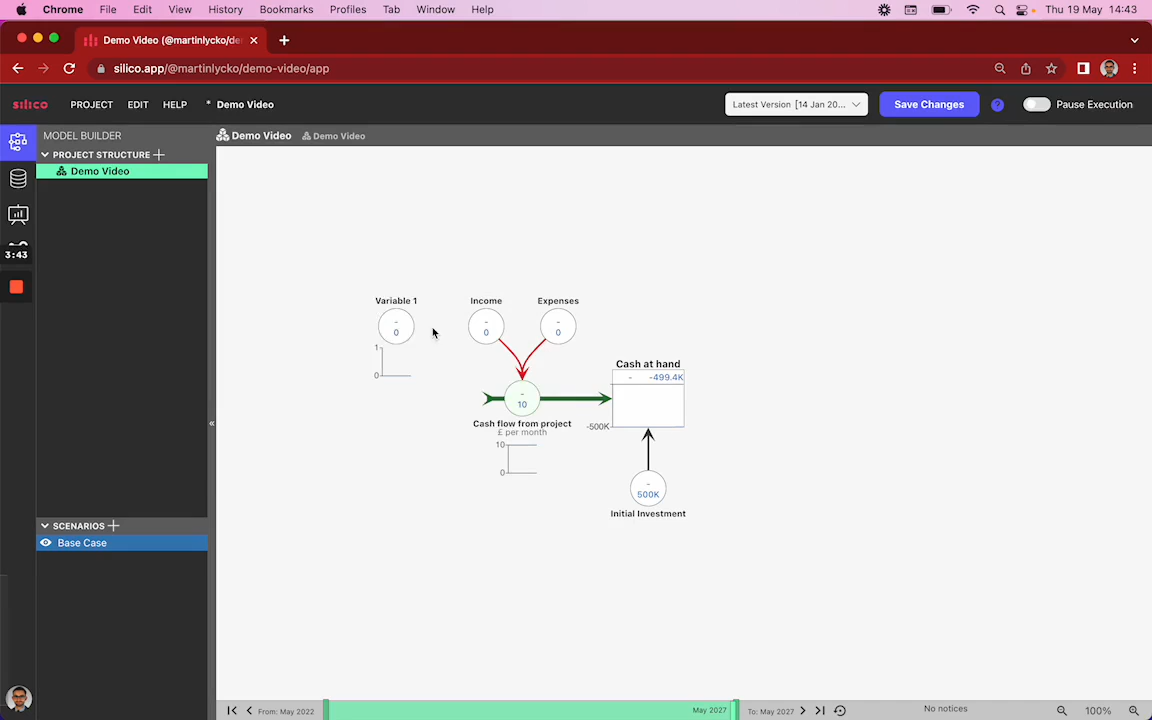 Chrome File Edit View History Bookmarks Profiles Tab Window Help Thu 19 May 14:43
Demo Video (@martinlycko/de
silico.app/@martinlycko/demo-video/app
silico PROJECT EDIT HELP * Demo Video Latest Version [14 Jan 20... Save Changes ? Pause Execution
MODEL BUILDER Demo Video Demo Video
PROJECT STRUCTURE
Demo Video
3:43
Variable 1 Income Expenses
- - -
0 0 0
1
0
Cash at hand
- -499.4K
-
10
-500K
Cash flow from project
£ per month
10
0
-
500K
Initial Investment
SCENARIOS
Base Case
From: May 2022 May 2027 To: May 2027 No notices 100%